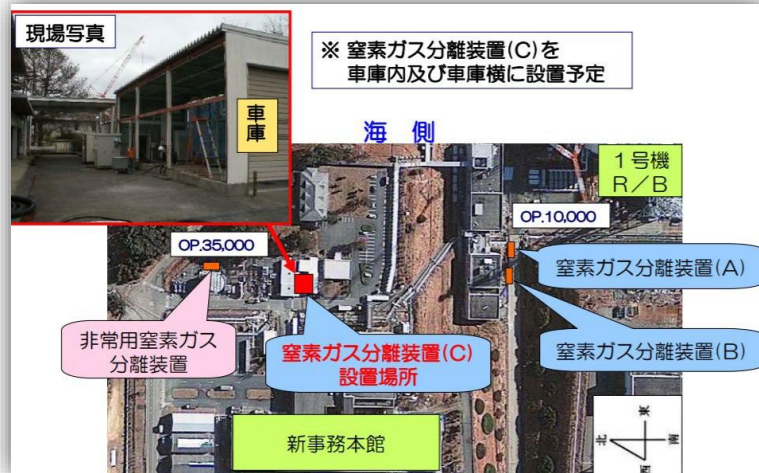 現場写真
車庫
※ 窒素ガス分離装置(C)を
車庫内及び車庫横に設置予定
海 側
1号機
R/B
OP.35,000
OP.10,000
窒素ガス分離装置(A)
非常用窒素ガス
分離装置
窒素ガス分離装置(C)
設置場所
窒素ガス分離装置(B)
新事務本館
東
北
南
西